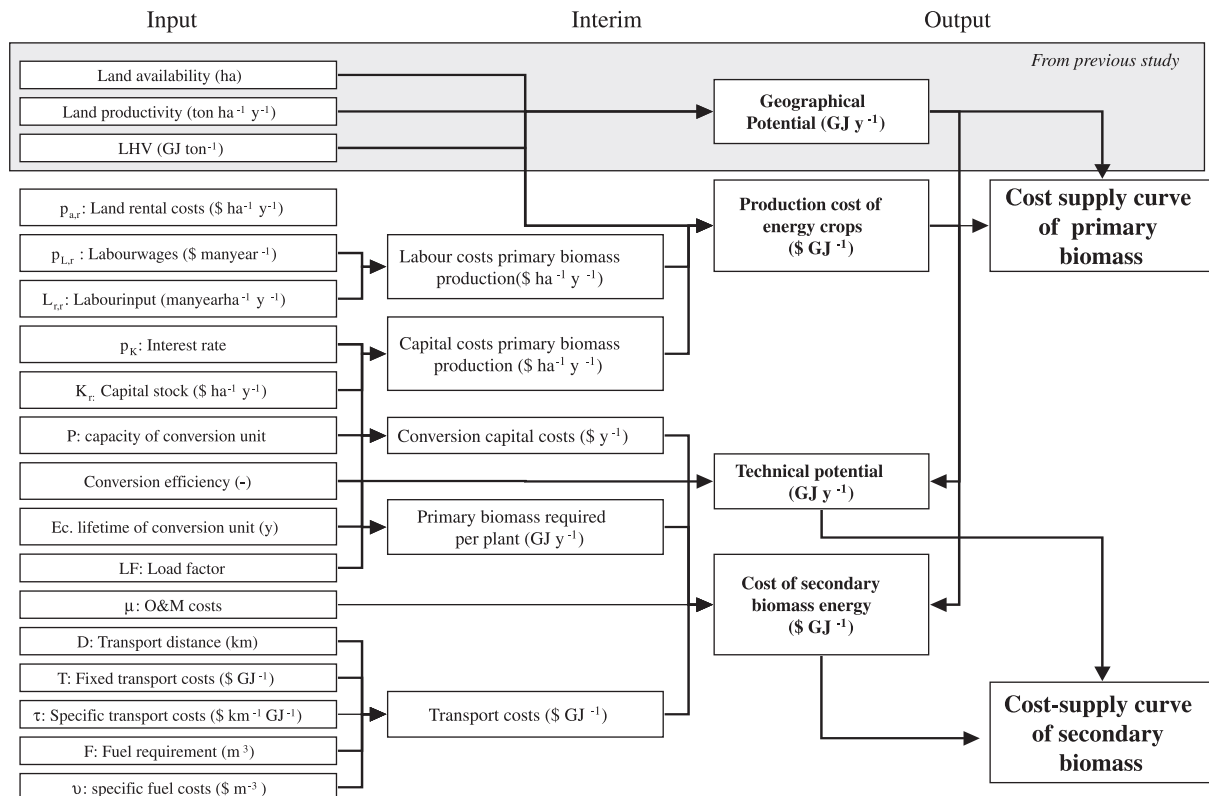 Input
Interim
Output
From previous study
Land availability (ha)
Land productivity (ton ha⁻¹ y⁻¹)
LHV (GJ ton⁻¹)
Geographical
Potential (GJ y ⁻¹)
p a,r : Land rental costs ($ ha⁻¹ y⁻¹)
p L,r : Labourwages ($ manyear ⁻¹)
L r,r : Labourinput (manyearha⁻¹ y ⁻¹)
p K : Interest rate
K r: Capital stock ($ ha⁻¹ y⁻¹)
P: capacity of conversion unit
Conversion efficiency (-)
Ec. lifetime of conversion unit (y)
LF: Load factor
μ: O&M costs
D: Transport distance (km)
T: Fixed transport costs ($ GJ⁻¹)
τ: Specific transport costs ($ km⁻¹ GJ⁻¹)
F: Fuel requirement (m ³)
υ: specific fuel costs ($ m⁻³)
Labour costs primary biomass
production($ ha⁻¹ y⁻¹)
Capital costs primary biomass
production ($ ha⁻¹ y ⁻¹)
Conversion capital costs ($ y⁻¹)
Primary biomass required
per plant (GJ y⁻¹)
Transport costs ($ GJ ⁻¹)
Production cost of
energy crops
($ GJ ⁻¹)
Technical potential
(GJ y ⁻¹)
Cost of secondary
biomass energy
($ GJ ⁻¹)
Cost supply curve
of primary
biomass
Cost-supply curve
of secondary
biomass